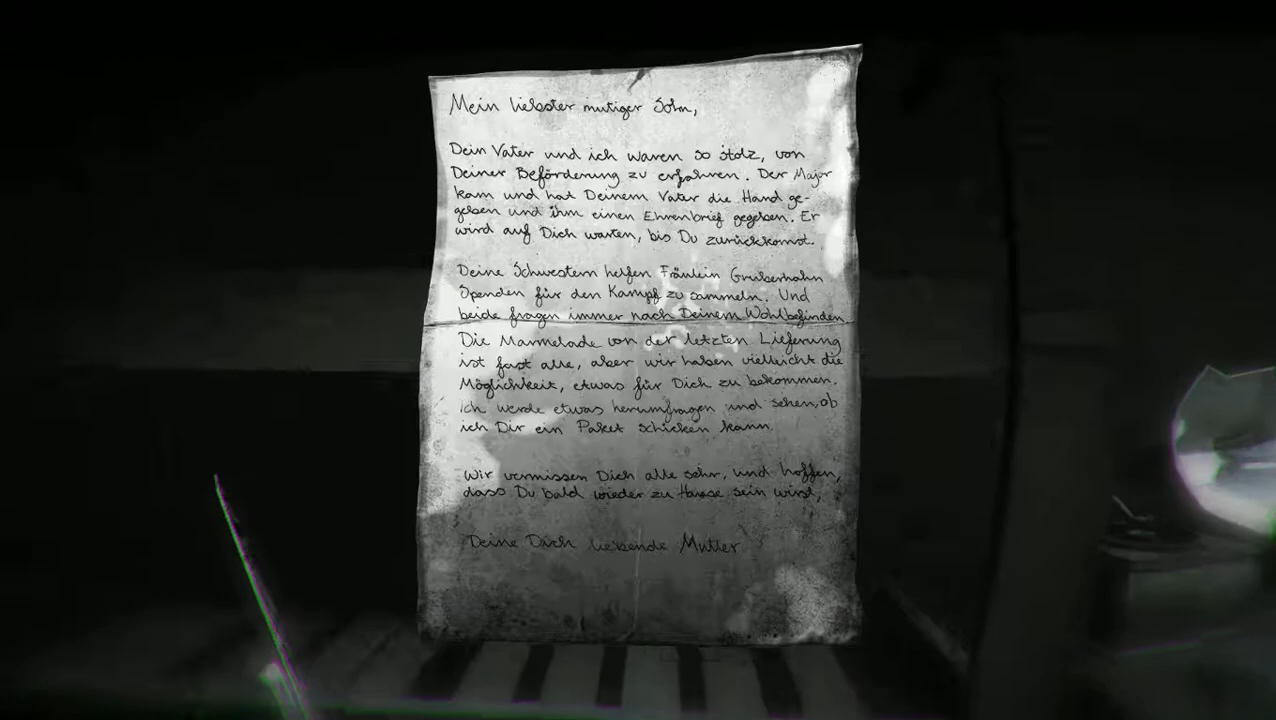 Mein liebster mutiger Sohn,
Dein Vater und ich waren so stolz, von
Deiner Beförderung zu erfahren. Der Major
kam und hat Deinem Vater die Hand ge-
geben und ihm einen Ehrenbrief gegeben. Er
wird auf Dich warten, bis Du zurückkommst.
Deine Schwestern helfen Fräulein Gruberhahn
Spenden für den Kampf zu sammeln. Und
beide fragen immer nach Deinem Wohlbefinden.
Die Marmelade von der letzten Lieferung
ist fast alle, aber wir haben vielleicht die
Möglichkeit, etwas für Dich zu bekommen.
Ich werde etwas herumfragen und sehen, ob
ich Dir ein Paket schicken kann.
Wir vermissen Dich alle sehr, und hoffen,
dass Du bald wieder zu Hause sein wirst,
Deine Dich liebende Mutter